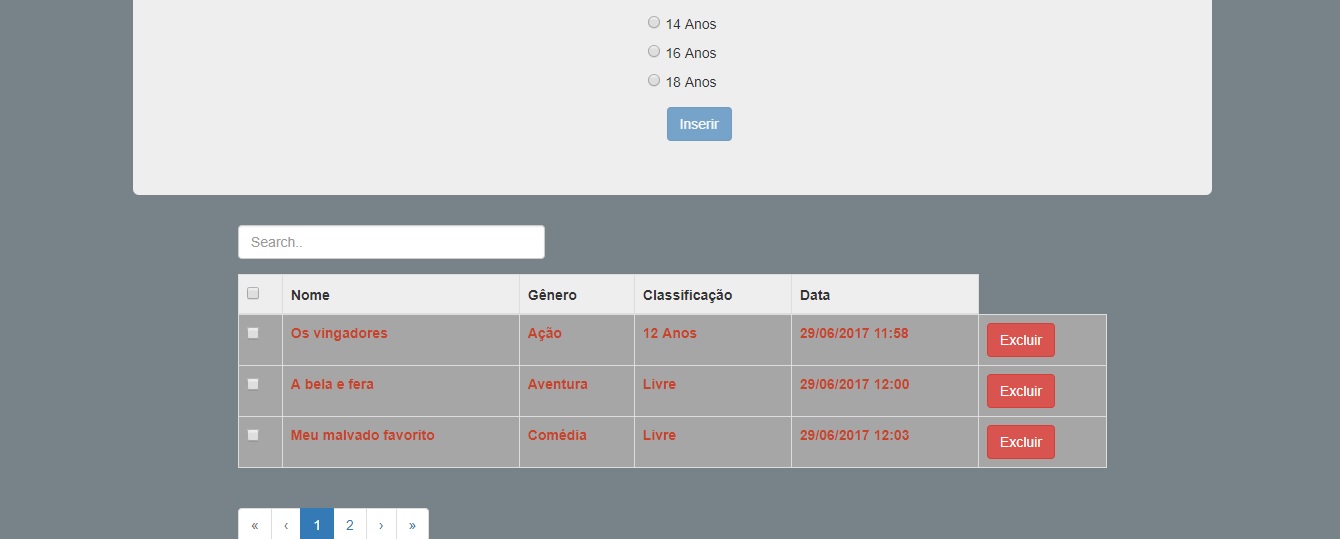 14 Anos
16 Anos
18 Anos
Inserir
Search..
Nome Gênero Classificação Data
Os vingadores Ação 12 Anos 29/06/2017 11:58 Excluir
A bela e fera Aventura Livre 29/06/2017 12:00 Excluir
Meu malvado favorito Comédia Livre 29/06/2017 12:03 Excluir
« ‹ 1 2 › »